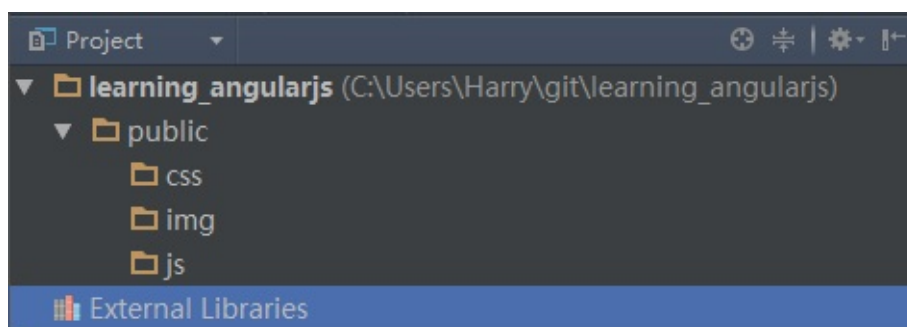 Project
learning_angularjs (C:\Users\Harry\git\learning_angularjs)
public
css
img
js
External Libraries